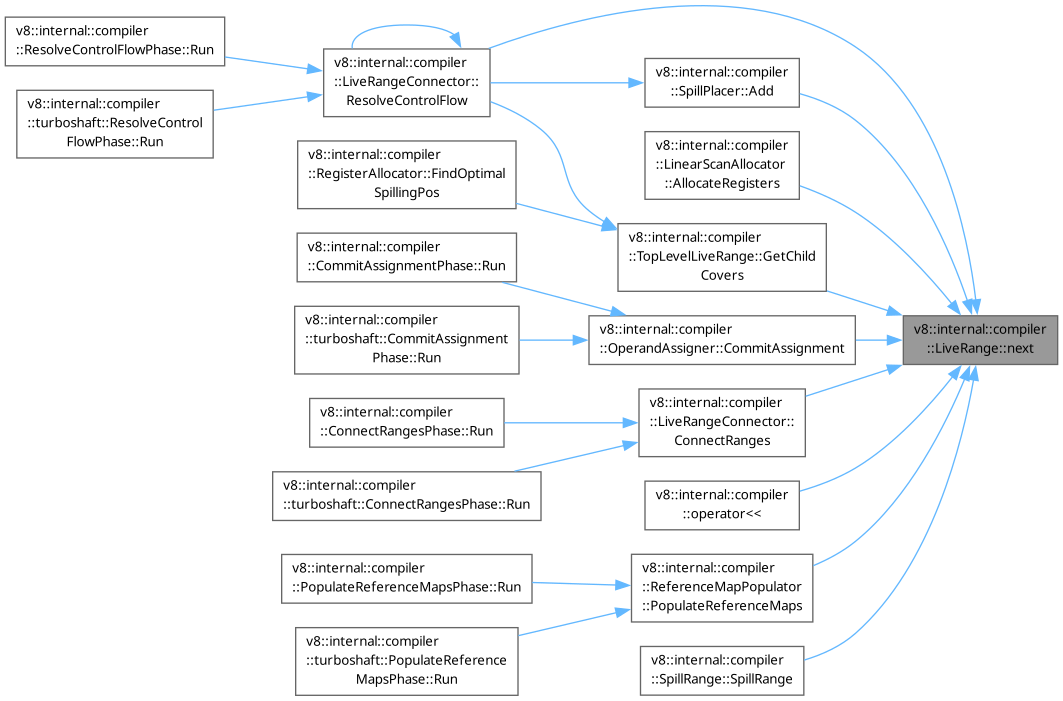 v8::internal::compiler
::ResolveControlFlowPhase::Run
v8::internal::compiler
::turboshaft::ResolveControl
FlowPhase::Run
v8::internal::compiler
::LiveRangeConnector::
ResolveControlFlow
v8::internal::compiler
::RegisterAllocator::FindOptimal
SpillingPos
v8::internal::compiler
::CommitAssignmentPhase::Run
v8::internal::compiler
::turboshaft::CommitAssignment
Phase::Run
v8::internal::compiler
::ConnectRangesPhase::Run
v8::internal::compiler
::turboshaft::ConnectRangesPhase::Run
v8::internal::compiler
::PopulateReferenceMapsPhase::Run
v8::internal::compiler
::turboshaft::PopulateReference
MapsPhase::Run
v8::internal::compiler
::SpillPlacer::Add
v8::internal::compiler
::LinearScanAllocator
::AllocateRegisters
v8::internal::compiler
::TopLevelLiveRange::GetChild
Covers
v8::internal::compiler
::OperandAssigner::CommitAssignment
v8::internal::compiler
::LiveRangeConnector::
ConnectRanges
v8::internal::compiler
::operator<<
v8::internal::compiler
::ReferenceMapPopulator
::PopulateReferenceMaps
v8::internal::compiler
::SpillRange::SpillRange
v8::internal::compiler
::LiveRange::next